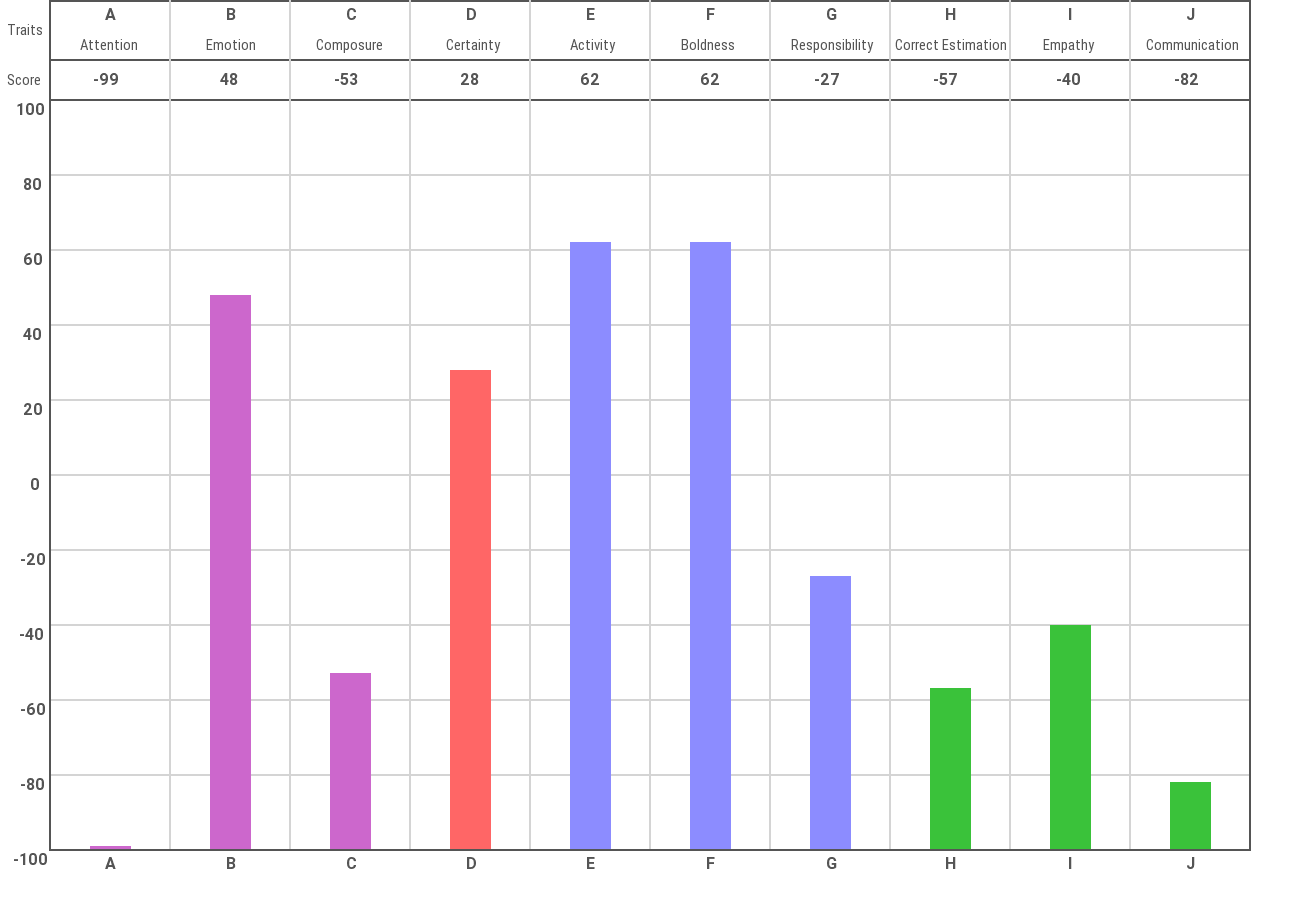 Traits A B C D E F G H I J
Attention Emotion Composure Certainty Activity Boldness Responsibility Correct Estimation Empathy Communication
Score -99 48 -53 28 62 62 -27 -57 -40 -82
100
80
60
40
20
0
-20
-40
-60
-80
-100
A B C D E F G H I J